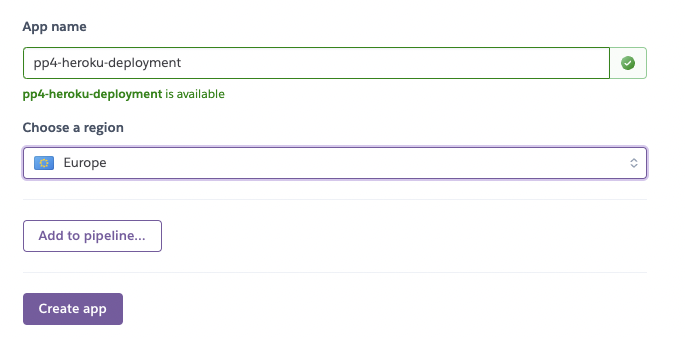 App name
pp4-heroku-deployment
pp4-heroku-deployment is available
Choose a region
Europe
Add to pipeline...
Create app